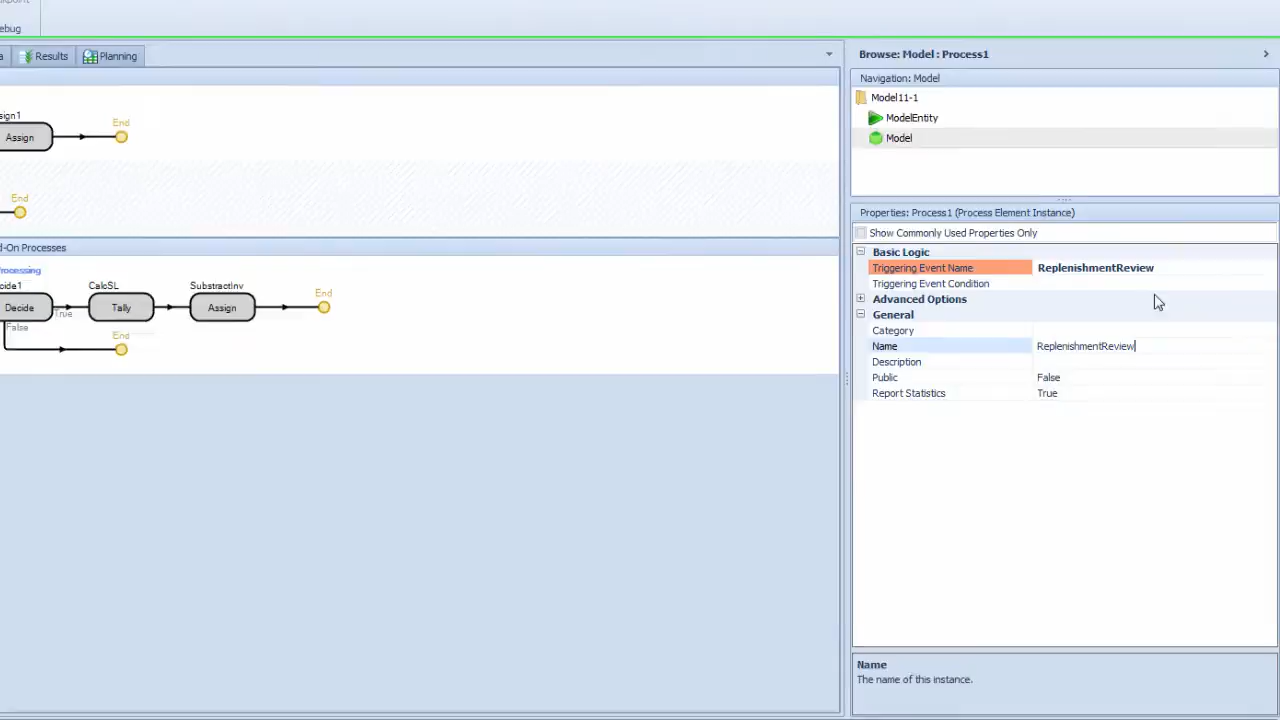 ebug
Results
Planning
sign1
Assign
End
End
d-On Processes
rocessing
cide1
Decide
True
False
CalcSL
Tally
SubstractInv
Assign
End
End
Browse: Model : Process1
Navigation: Model
Model11-1
ModelEntity
Model
Properties: Process1 (Process Element Instance)
Show Commonly Used Properties Only
Basic Logic
Triggering Event Name ReplenishmentReview
Triggering Event Condition
Advanced Options
General
Category
Name ReplenishmentReview
Description
Public False
Report Statistics True
Name
The name of this instance.